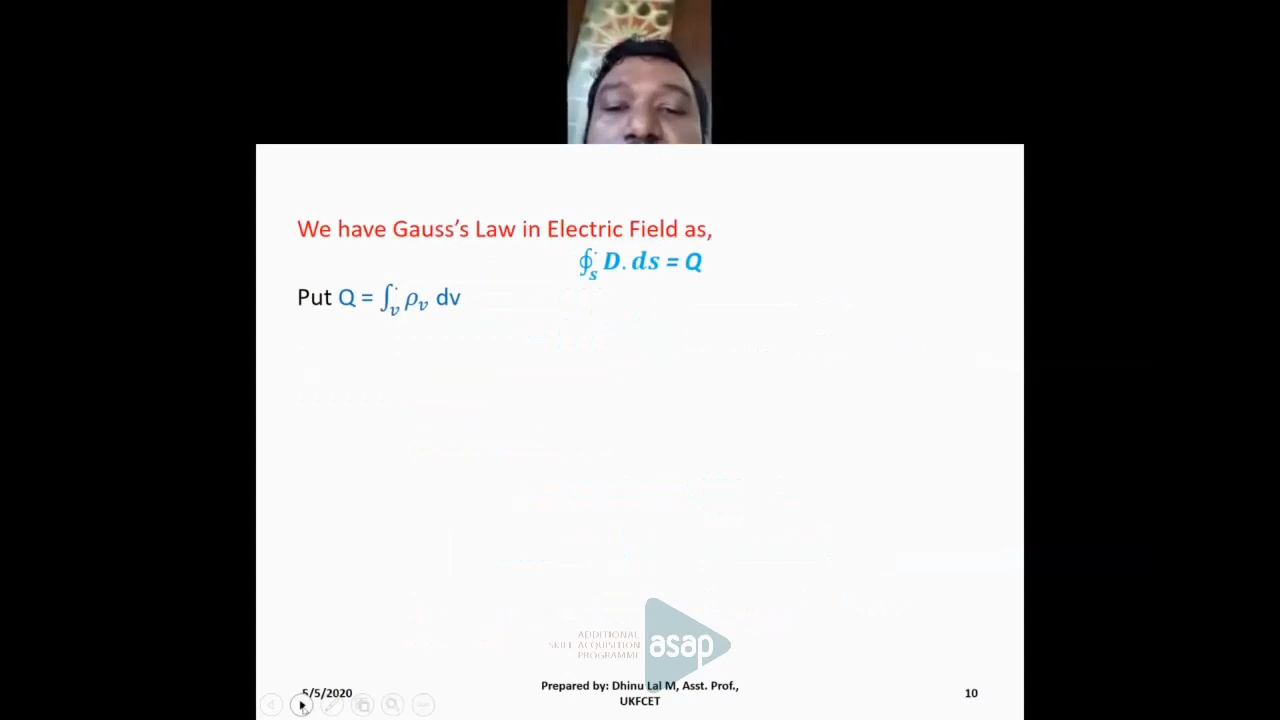 We have Gauss’s Law in Electric Field as,
∮ₛ D. ds = Q
Put Q = ∫ᵥ ρᵥ dv
ADDITIONAL
SKILL ACQUISITION
PROGRAMME
asap
5/5/2020
Prepared by: Dhinu Lal M, Asst. Prof.,
UKFCET
10